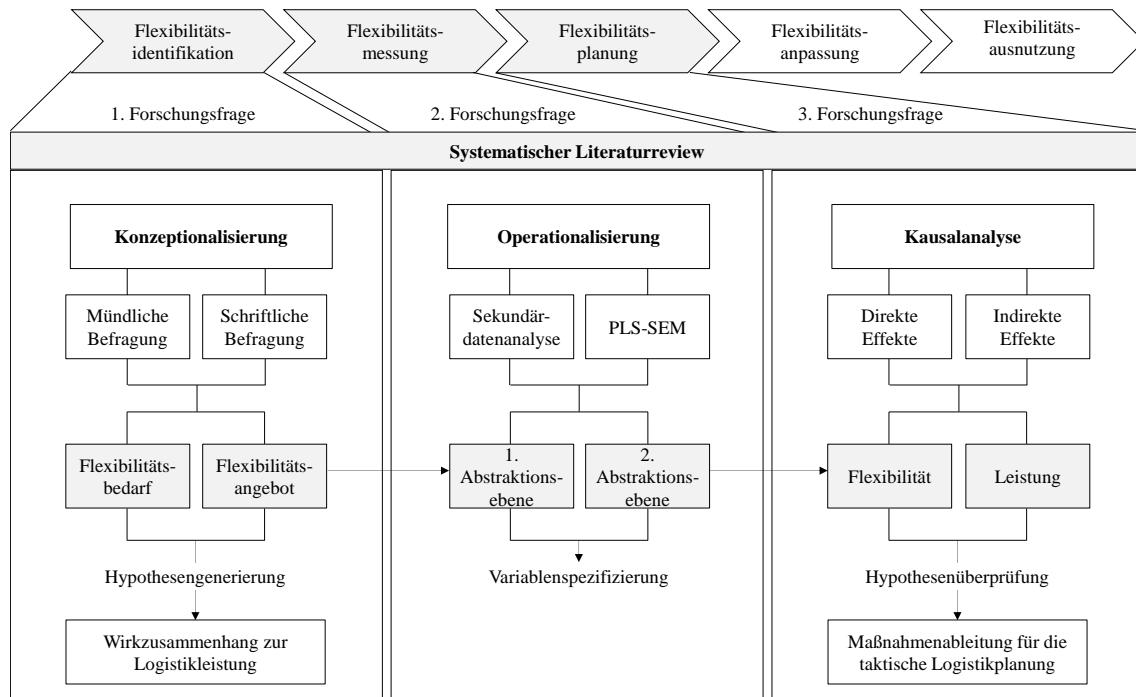 Flexibilitäts-
identifikation
Flexibilitäts-
messung
Flexibilitäts-
planung
Flexibilitäts-
anpassung
Flexibilitäts-
ausnutzung
1. Forschungsfrage
2. Forschungsfrage
3. Forschungsfrage
Systematischer Literaturreview
Konzeptionalisierung
Mündliche
Befragung
Schriftliche
Befragung
Flexibilitäts-
bedarf
Flexibilitäts-
angebot
Hypothesengenerierung
Wirkzusammenhang zur
Logistikleistung
Operationalisierung
Sekundär-
datenanalyse
PLS-SEM
1.
Abstraktions-
ebene
2.
Abstraktions-
ebene
Variablenspezifizierung
Kausalanalyse
Direkte
Effekte
Indirekte
Effekte
Flexibilität
Leistung
Hypothesenüberprüfung
Maßnahmenableitung für die
taktische Logistikplanung